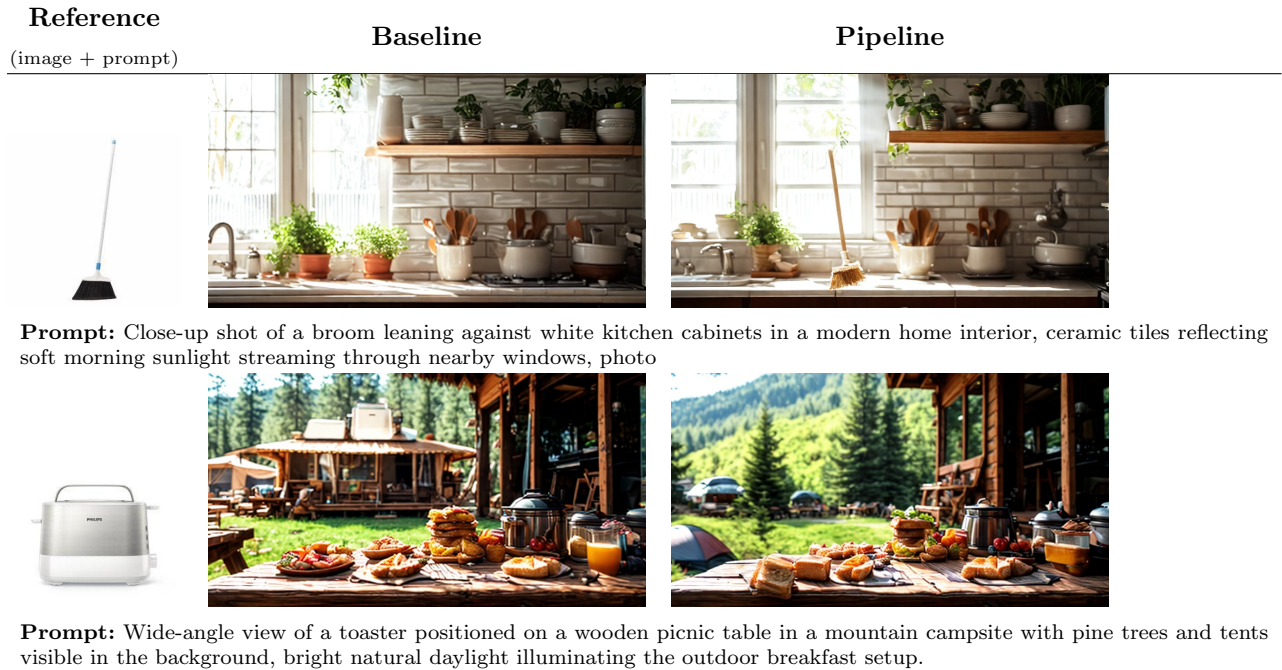 Reference
(image + prompt)
Baseline
Pipeline
Prompt: Close-up shot of a broom leaning against white kitchen cabinets in a modern home interior, ceramic tiles reflecting
soft morning sunlight streaming through nearby windows, photo
PHILIPS
Prompt: Wide-angle view of a toaster positioned on a wooden picnic table in a mountain campsite with pine trees and tents
visible in the background, bright natural daylight illuminating the outdoor breakfast setup.